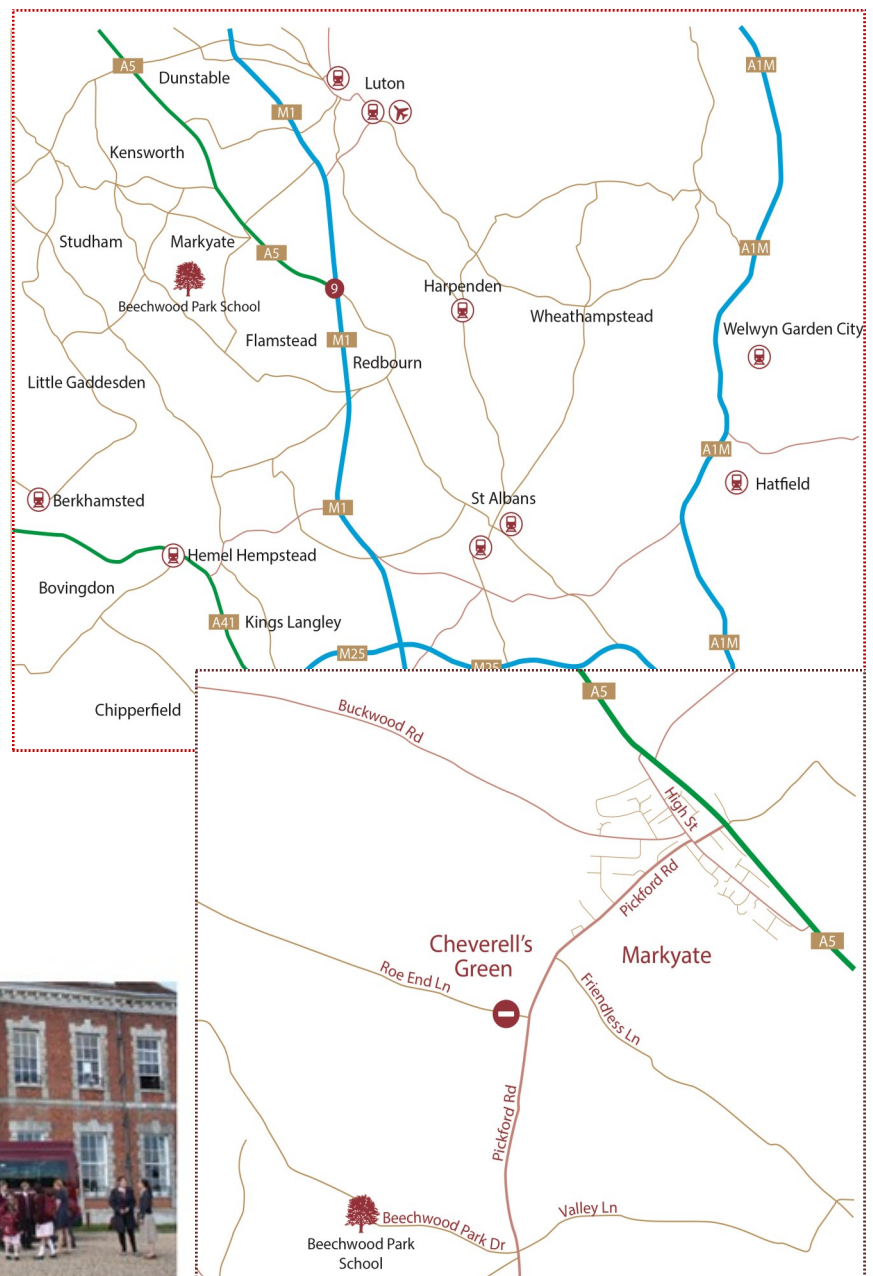 A5
Dunstable
Luton
M1
A1M
Kensworth
Studham
Markyate
A5
A1M
Beechwood Park School
9
Harpenden
Wheathampstead
Flamstead
M1
Redbourn
Welwyn Garden City
Little Gaddesden
A1M
Hatfield
Berkhamsted
M1
St Albans
Hemel Hempstead
Bovingdon
A41
Kings Langley
M25
M25
A1M
Chipperfield
A5
Buckwood Rd
High St
Pickford Rd
A5
Cheverell's
Green
Markyate
Roe End Ln
Friendless Ln
Pickford Rd
Valley Ln
Beechwood Park Dr
Beechwood Park
School